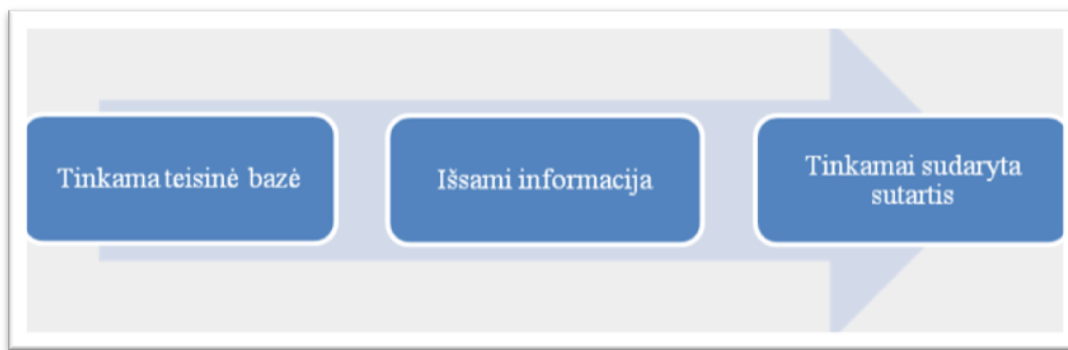 Tinkama teisinė bazė
Išsami informacija
Tinkamai sudaryta
sutartis